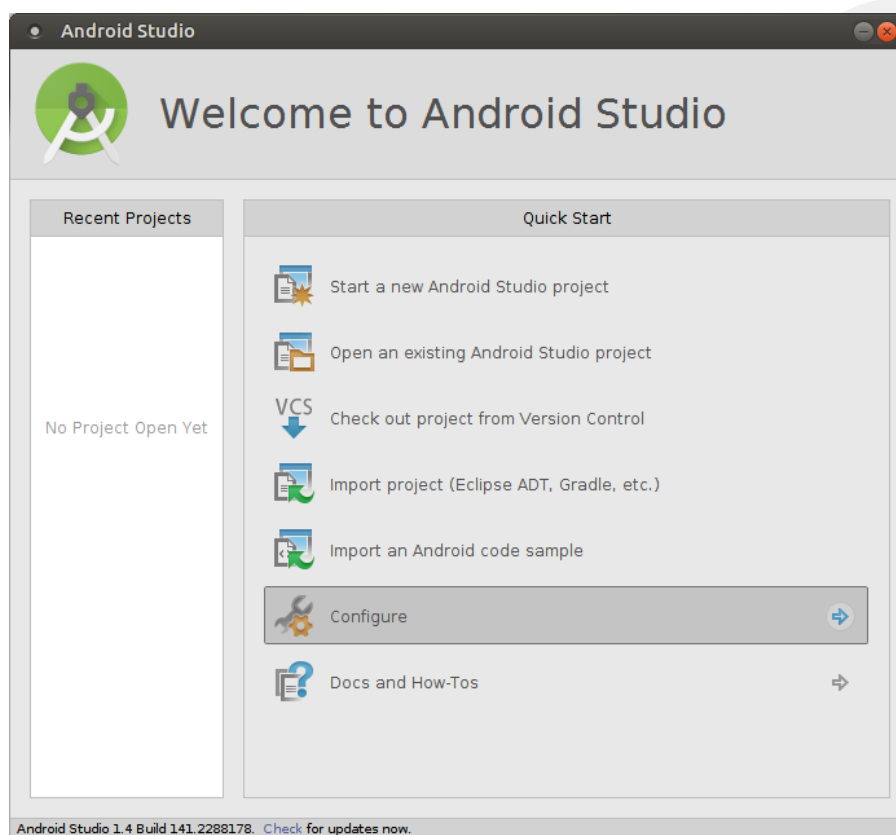 Android Studio
Welcome to Android Studio
Recent Projects
No Project Open Yet
Quick Start
Start a new Android Studio project
Open an existing Android Studio project
VCS
Check out project from Version Control
Import project (Eclipse ADT, Gradle, etc.)
Import an Android code sample
Configure
Docs and How-Tos
Android Studio 1.4 Build 141.2288178. Check for updates now.